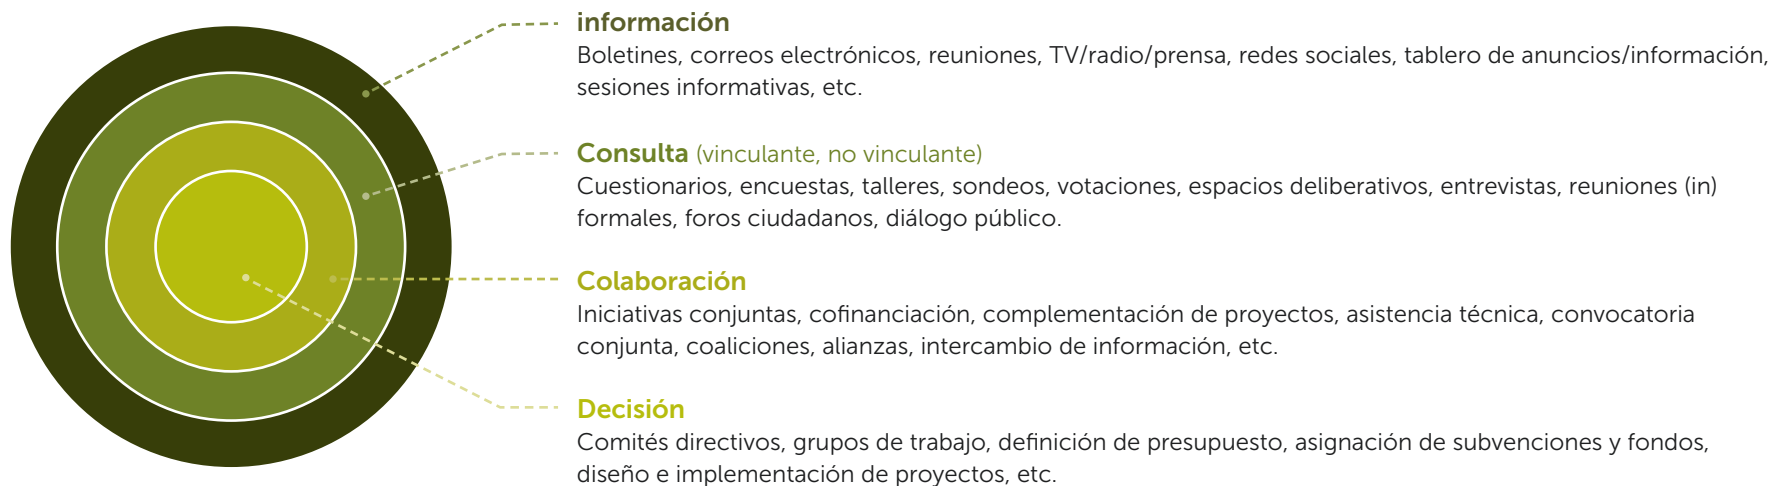 información
Boletines, correos electrónicos, reuniones, TV/radio/prensa, redes sociales, tablero de anuncios/información,
sesiones informativas, etc.
Consulta (vinculante, no vinculante)
Cuestionarios, encuestas, talleres, sondeos, votaciones, espacios deliberativos, entrevistas, reuniones (in)
formales, foros ciudadanos, diálogo público.
Colaboración
Iniciativas conjuntas, cofinanciación, complementación de proyectos, asistencia técnica, convocatoria
conjunta, coaliciones, alianzas, intercambio de información, etc.
Decisión
Comités directivos, grupos de trabajo, definición de presupuesto, asignación de subvenciones y fondos,
diseño e implementación de proyectos, etc.